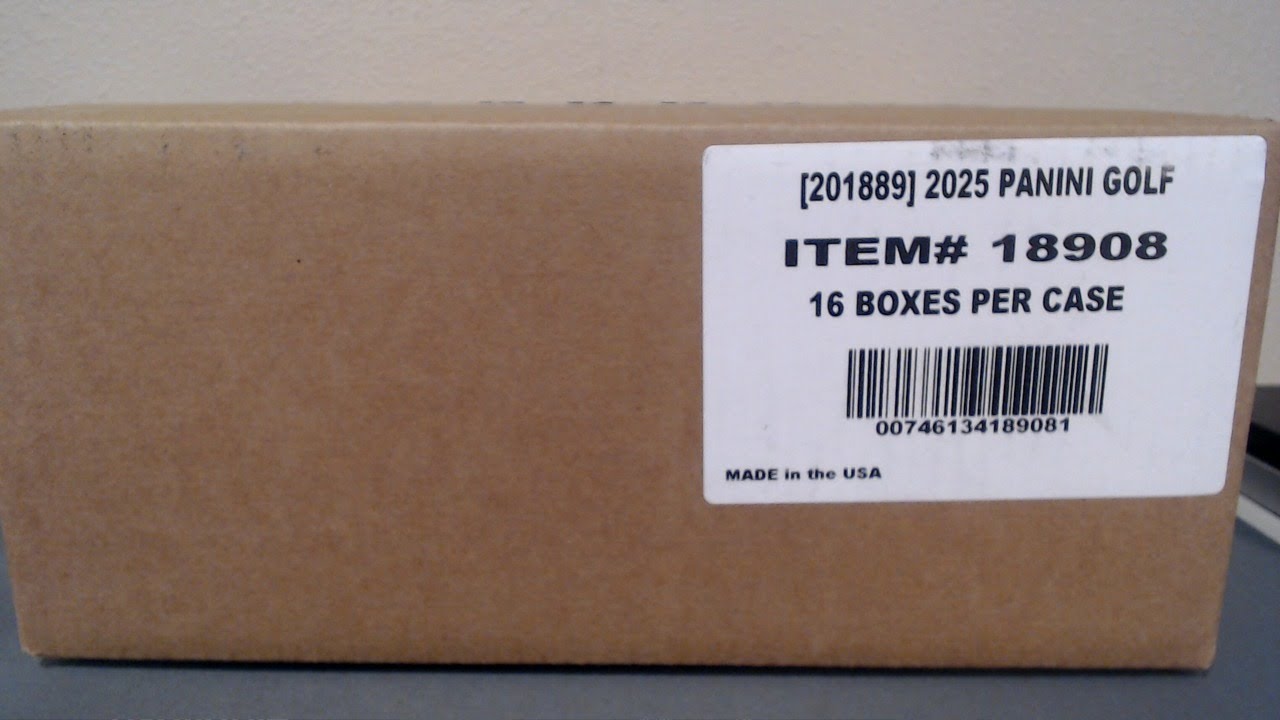 [201889] 2025 PANINI GOLF
ITEM# 18908
16 BOXES PER CASE
00746134189081
MADE in the USA